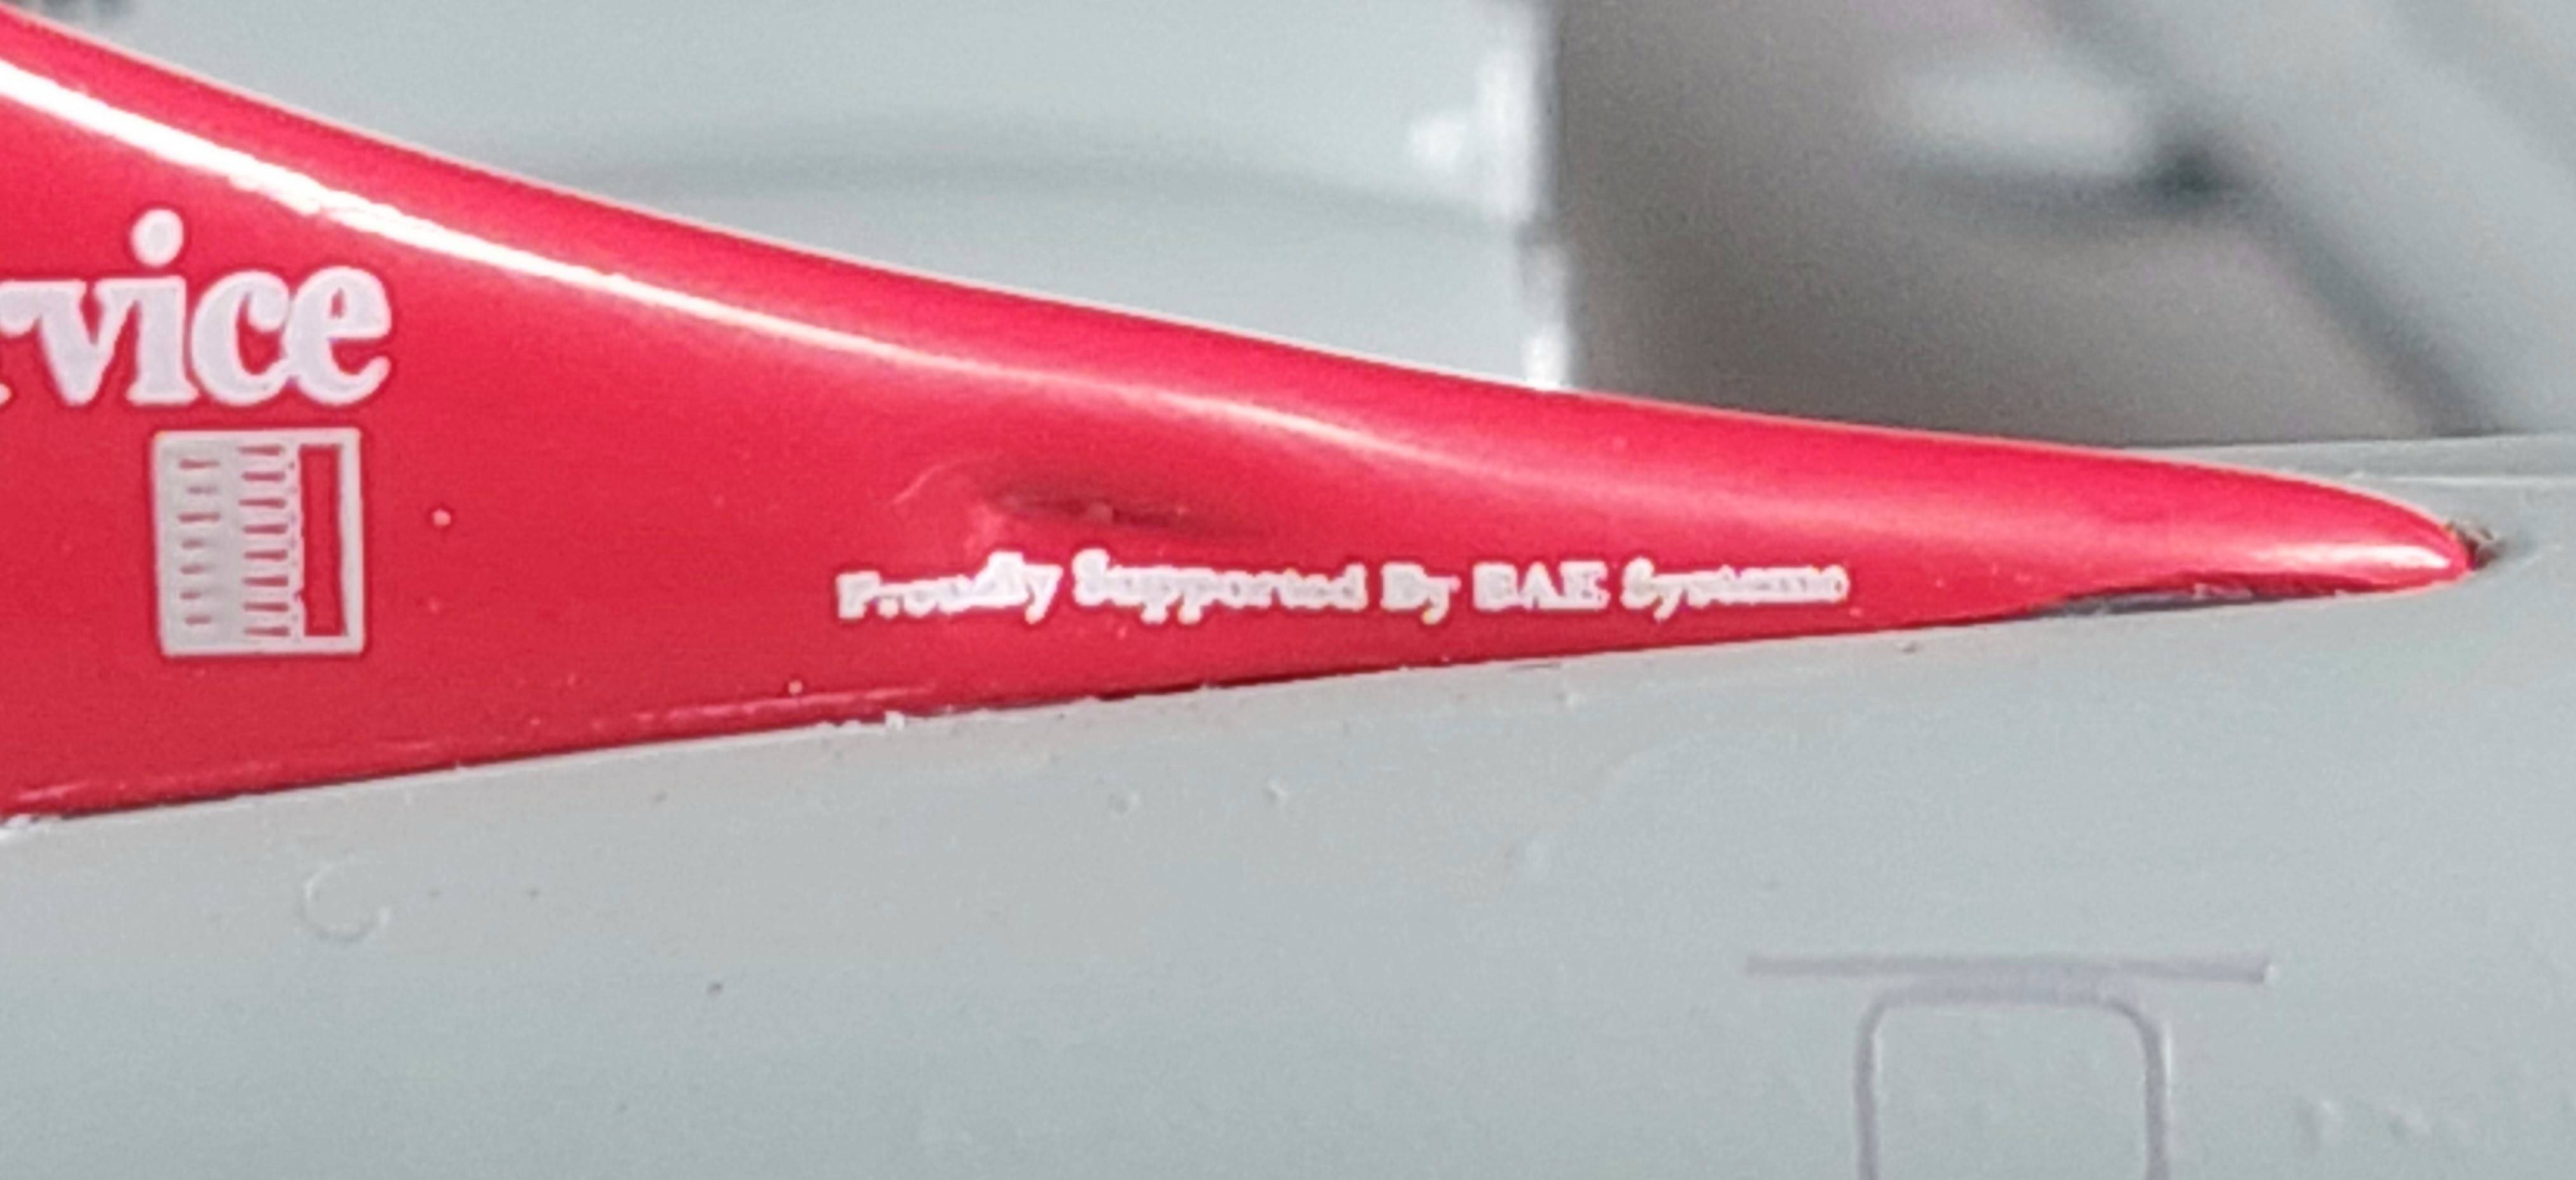 rvice
Proudly Supported By BAE Systems